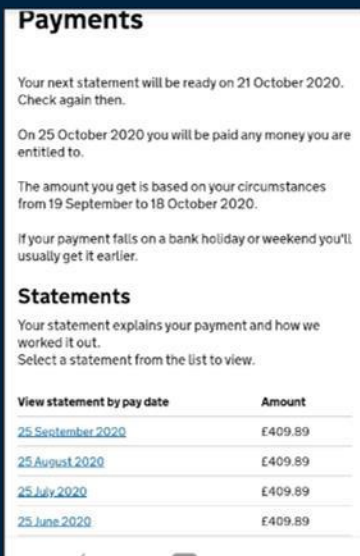 Payments
Your next statement will be ready on 21 October 2020.
Check again then.
On 25 October 2020 you will be paid any money you are
entitled to.
The amount you get is based on your circumstances
from 19 September to 18 October 2020.
If your payment falls on a bank holiday or weekend you'll
usually get it earlier.
Statements
Your statement explains your payment and how we
worked it out.
Select a statement from the list to view.
View statement by pay date Amount
25 September 2020 £409.89
25 August 2020 £409.89
25 July 2020 £409.89
25 June 2020 £409.89